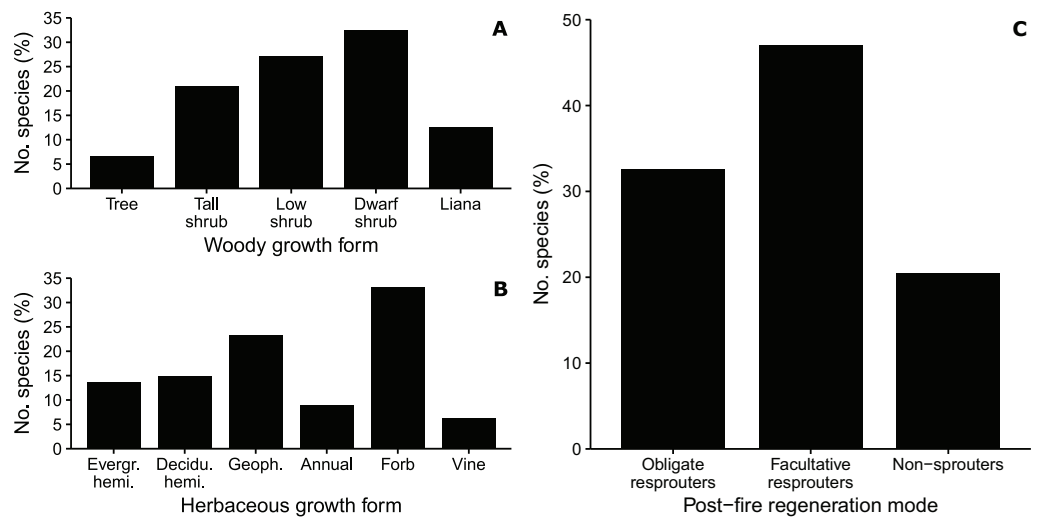 A
No. species (%)
35
30
25
20
15
10
5
0
Tree
Tall
shrub
Low
shrub
Dwarf
shrub
Liana
Woody growth form
B
No. species (%)
35
30
25
20
15
10
5
0
Evergr.
hemi.
Decidu.
hemi.
Geoph.
Annual
Forb
Vine
Herbaceous growth form
C
No. species (%)
50
40
30
20
10
0
Obligate
resprouters
Facultative
resprouters
Non−sprouters
Post−fire regeneration mode